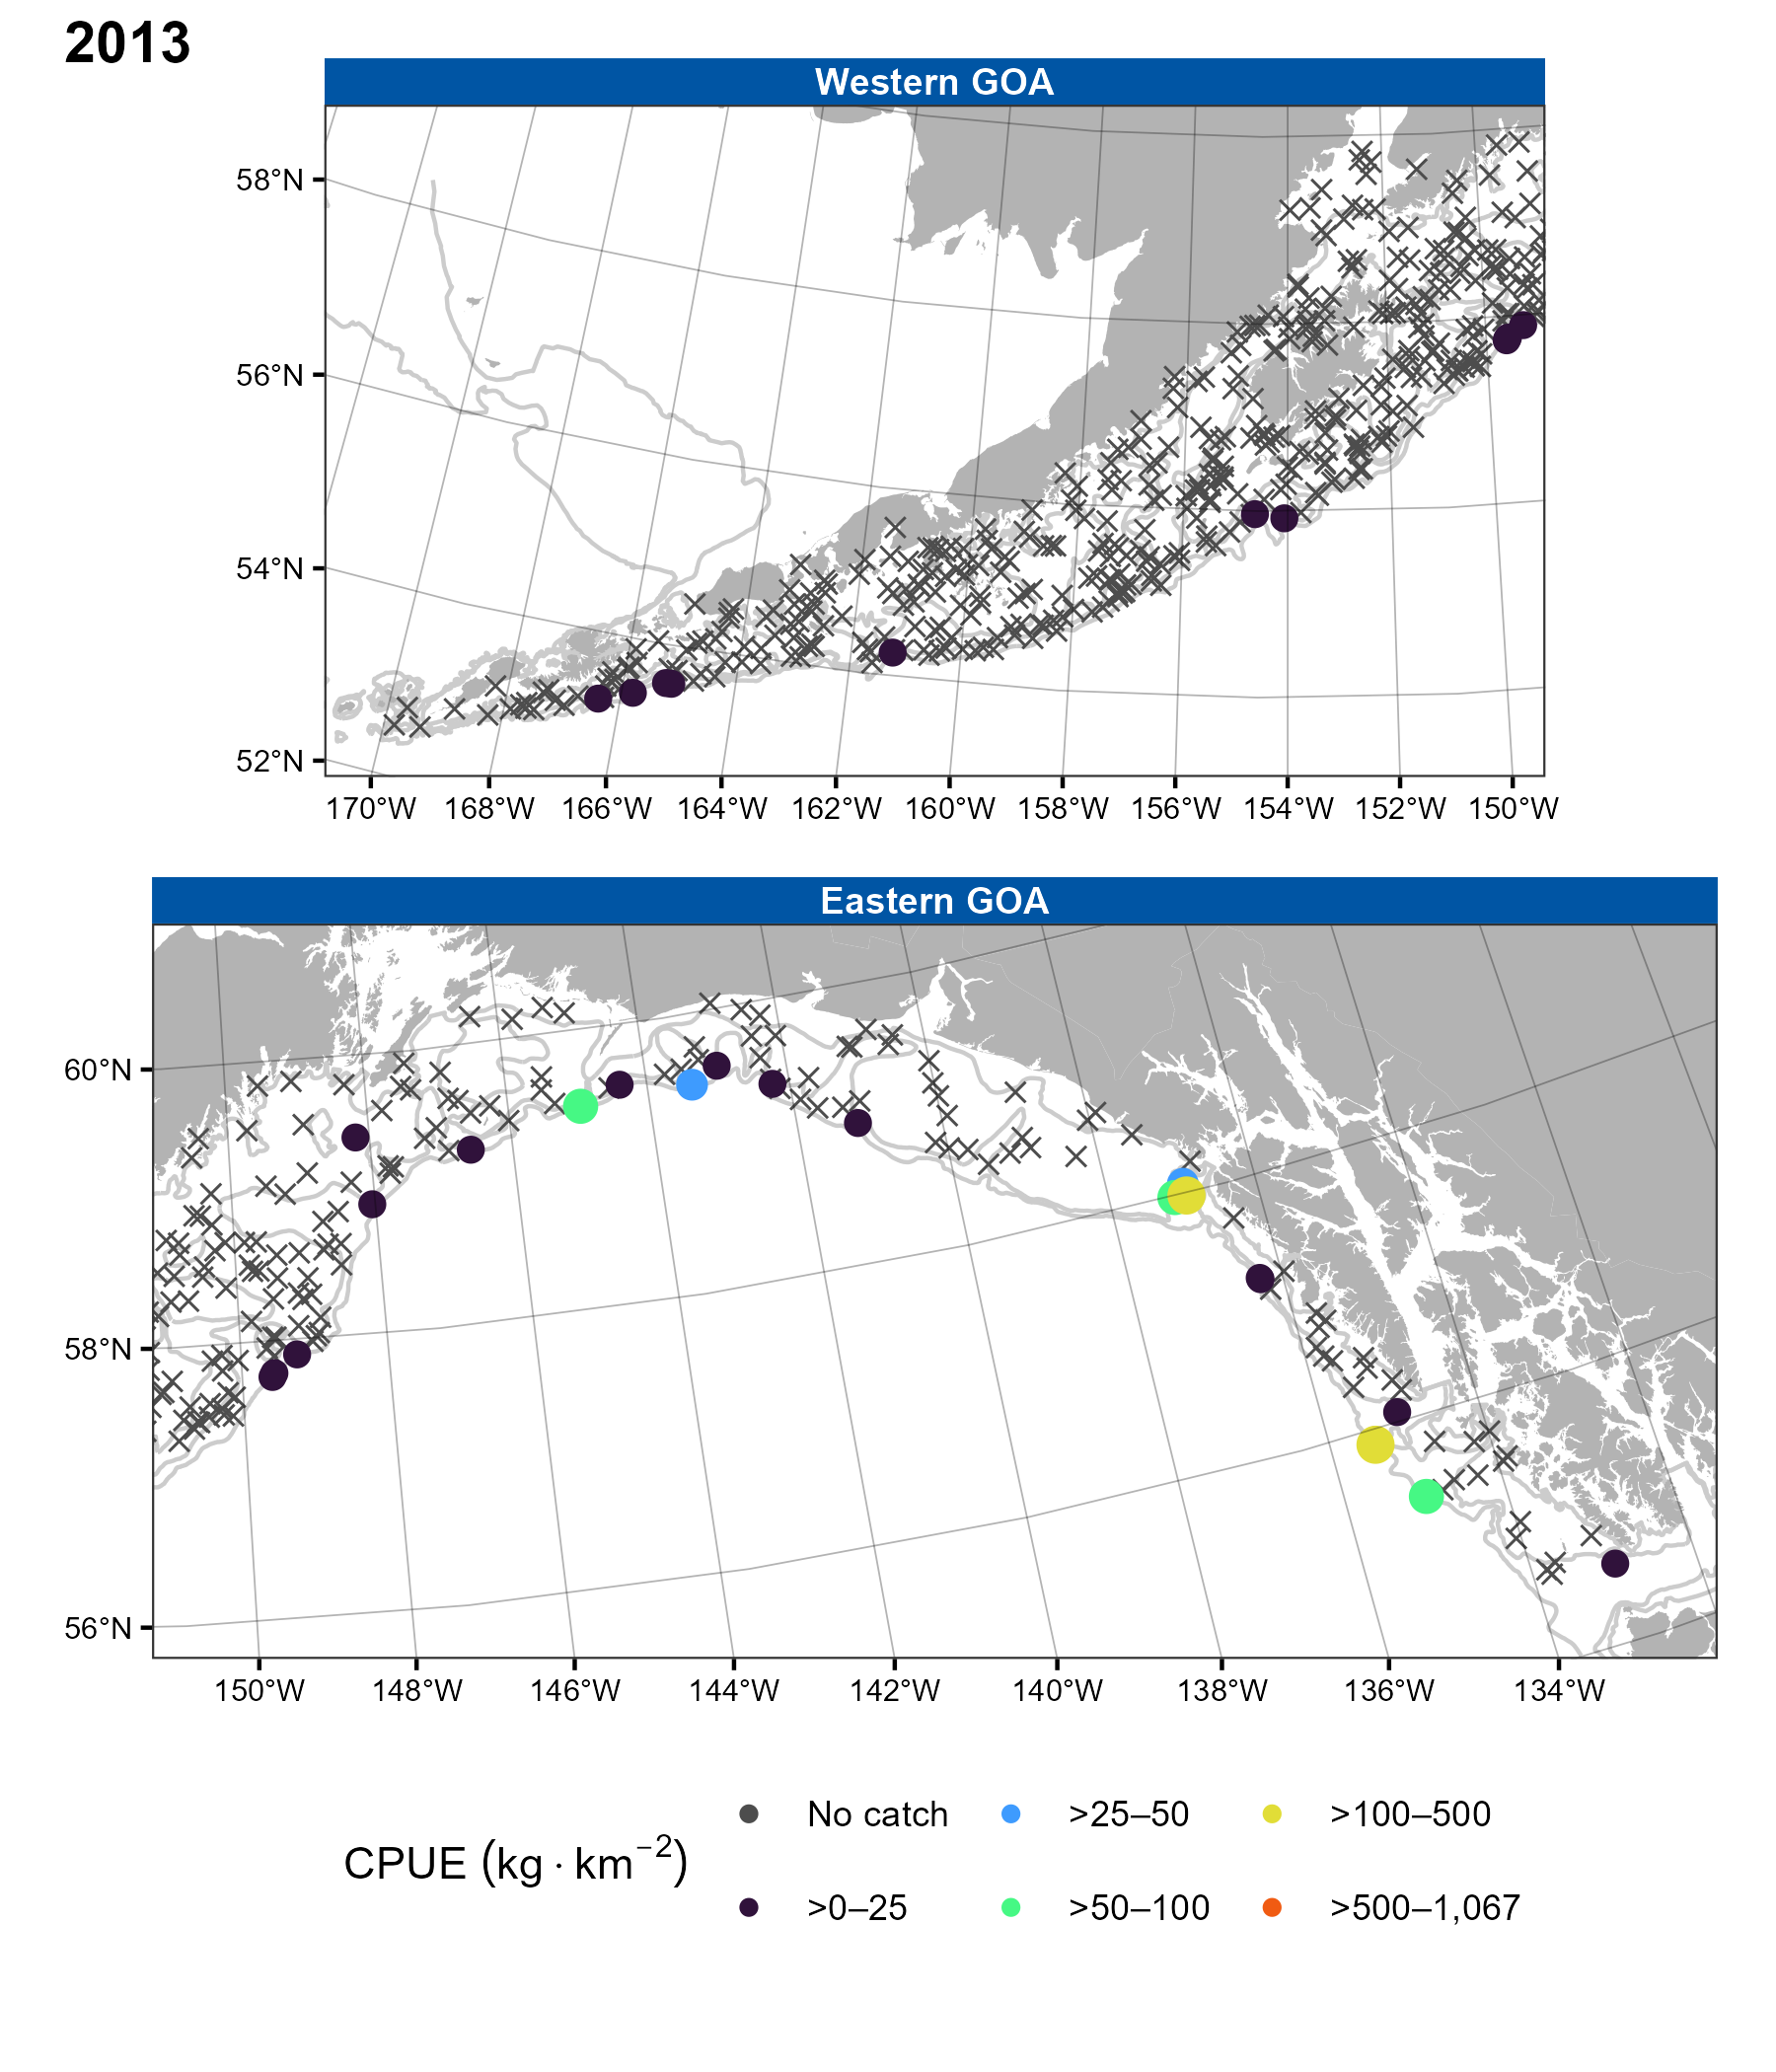 2013
Western GOA
58°N
56°N
54°N
52°N
170°W 168°W 166°W 164°W 162°W 160°W 158°W 156°W 154°W 152°W 150°W
Eastern GOA
60°N
58°N
56°N
150°W 148°W 146°W 144°W 142°W 140°W 138°W 136°W 134°W
CPUE (kg · km⁻²)
No catch >25–50 >100–500
>0–25 >50–100 >500–1,067